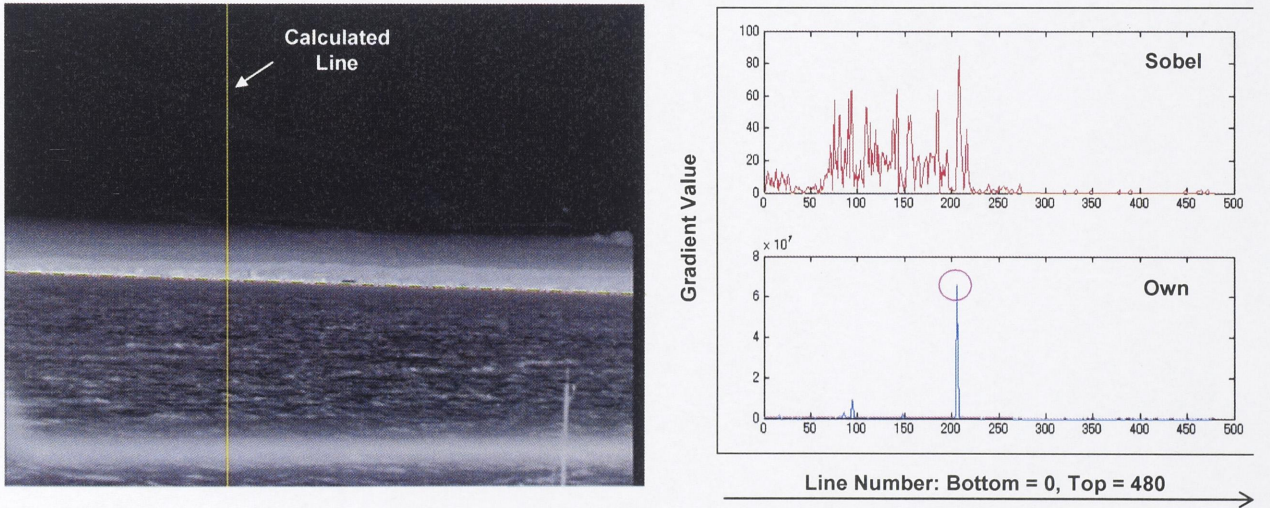 Calculated
Line
Gradient Value
Sobel
100
80
60
40
20
0
0 50 100 150 200 250 300 350 400 450 500
x 10⁷
Own
8
6
4
2
0
0 50 100 150 200 250 300 350 400 450 500
Line Number: Bottom = 0, Top = 480